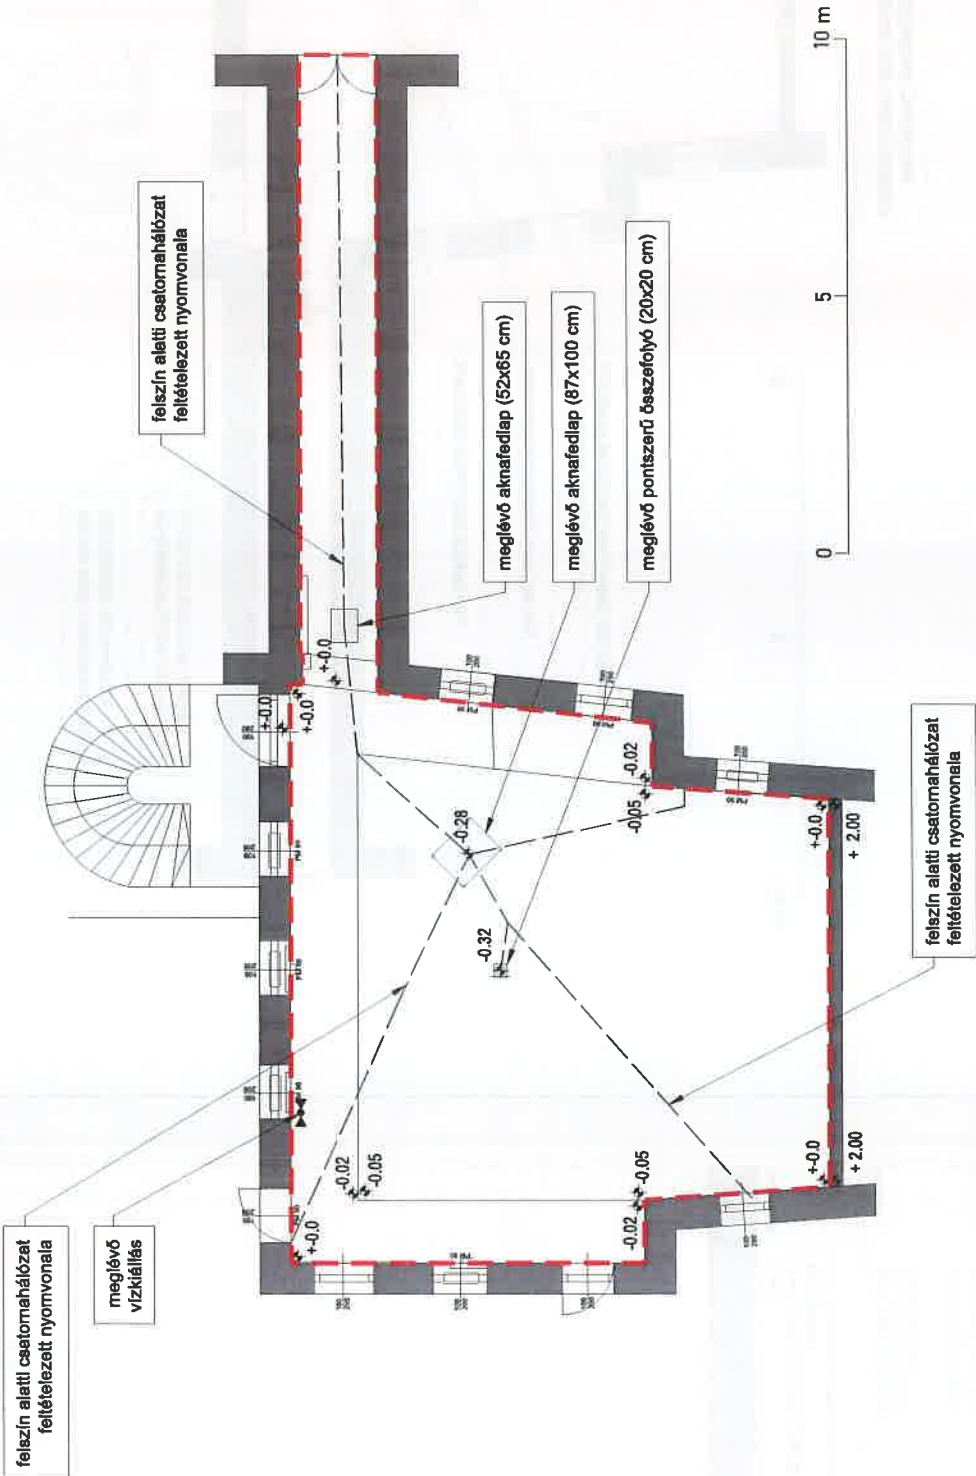 felszín alatti csatornahálózat
feltételezett nyomvonala
meglévő
vízkiállás
felszín alatti csatornahálózat
feltételezett nyomvonala
meglévő aknafedlap (52x65 cm)
meglévő aknafedlap (87x100 cm)
meglévő pontszerű összefolyó (20x20 cm)
felszín alatti csatornahálózat
feltételezett nyomvonala
+-0.0
-0.02
-0.05
+-0.0
+-0.0
+-0.0
-0.28
-0.32
-0.02
-0.05
-0.02
-0.05
+-0.0
+ 2.00
+-0.0
+ 2.00
0
5
10 m